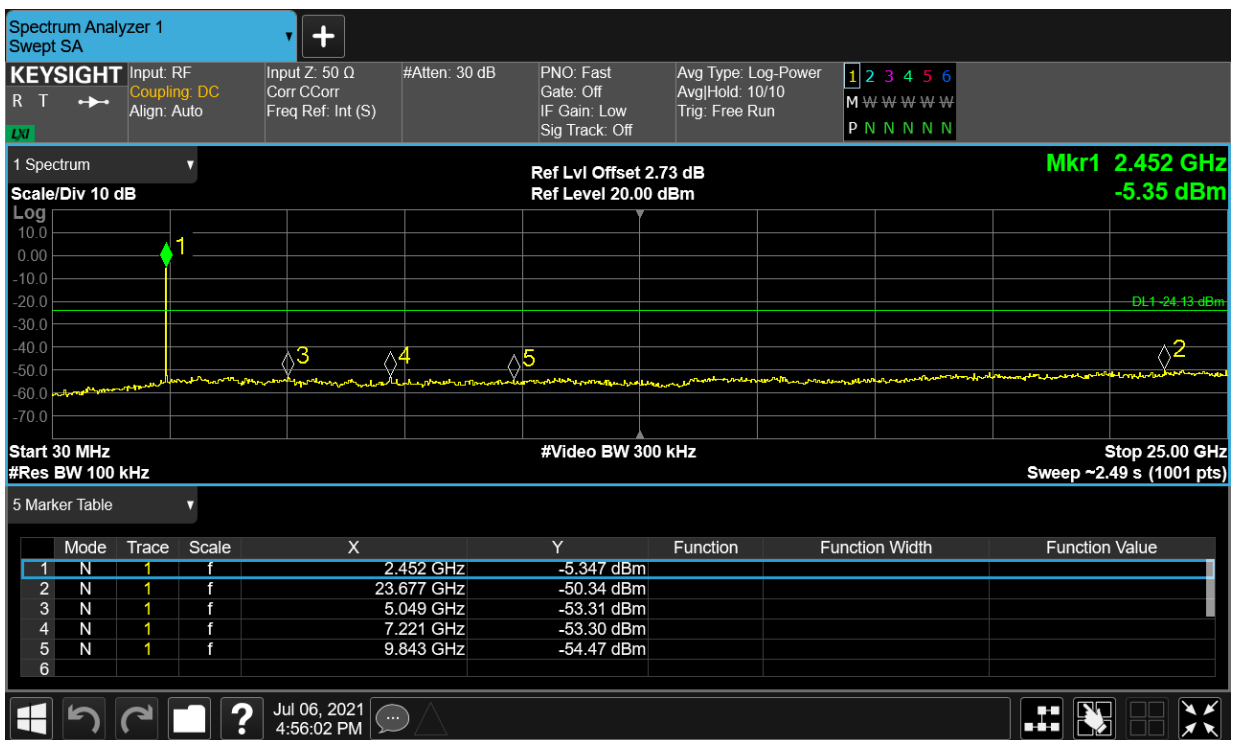 Spectrum Analyzer 1
Swept SA
KEYSIGHT
R T
LXI
Input: RF
Coupling: DC
Align: Auto
Input Z: 50 Ω
Corr CCorr
Freq Ref: Int (S)
#Atten: 30 dB
PNO: Fast
Gate: Off
IF Gain: Low
Sig Track: Off
Avg Type: Log-Power
Avg|Hold: 10/10
Trig: Free Run
1 2 3 4 5 6
M W W W W W
P N N N N N
1 Spectrum
Scale/Div 10 dB
Ref Lvl Offset 2.73 dB
Ref Level 20.00 dBm
Mkr1 2.452 GHz
-5.35 dBm
Log
10.0
0.00
-10.0
-20.0
-30.0
-40.0
-50.0
-60.0
-70.0
1
DL1 -24.13 dBm
3
4
5
2
Start 30 MHz
#Video BW 300 kHz
Stop 25.00 GHz
#Res BW 100 kHz
Sweep ~2.49 s (1001 pts)
5 Marker Table
Mode Trace Scale X Y Function Function Width Function Value
1 N 1 f 2.452 GHz -5.347 dBm
2 N 1 f 23.677 GHz -50.34 dBm
3 N 1 f 5.049 GHz -53.31 dBm
4 N 1 f 7.221 GHz -53.30 dBm
5 N 1 f 9.843 GHz -54.47 dBm
6
?
Jul 06, 2021
4:56:02 PM